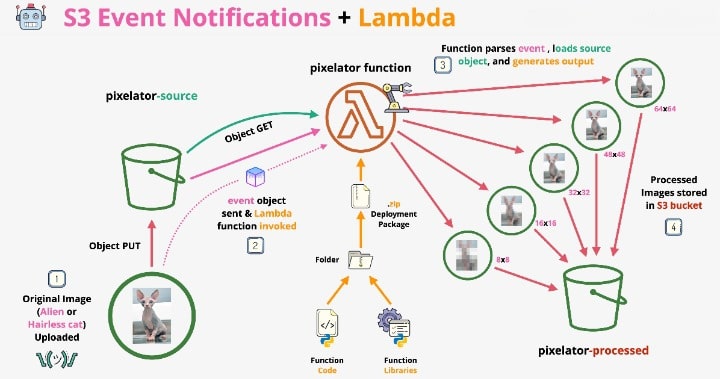 S3 Event Notifications + Lambda
pixelator-source
Object GET
event object
sent & Lambda
function invoked
2
Object PUT
1
Original Image
(Alien or
Hairless cat)
Uploaded
¯\_(ツ)_/¯
pixelator function
.zip
Deployment
Package
Folder
Function
Code
Function
Libraries
Function parses event , loads source
object, and generates output
3
64x64
48x48
32x32
16x16
8x8
Processed
Images stored
in S3 bucket
4
pixelator-processed